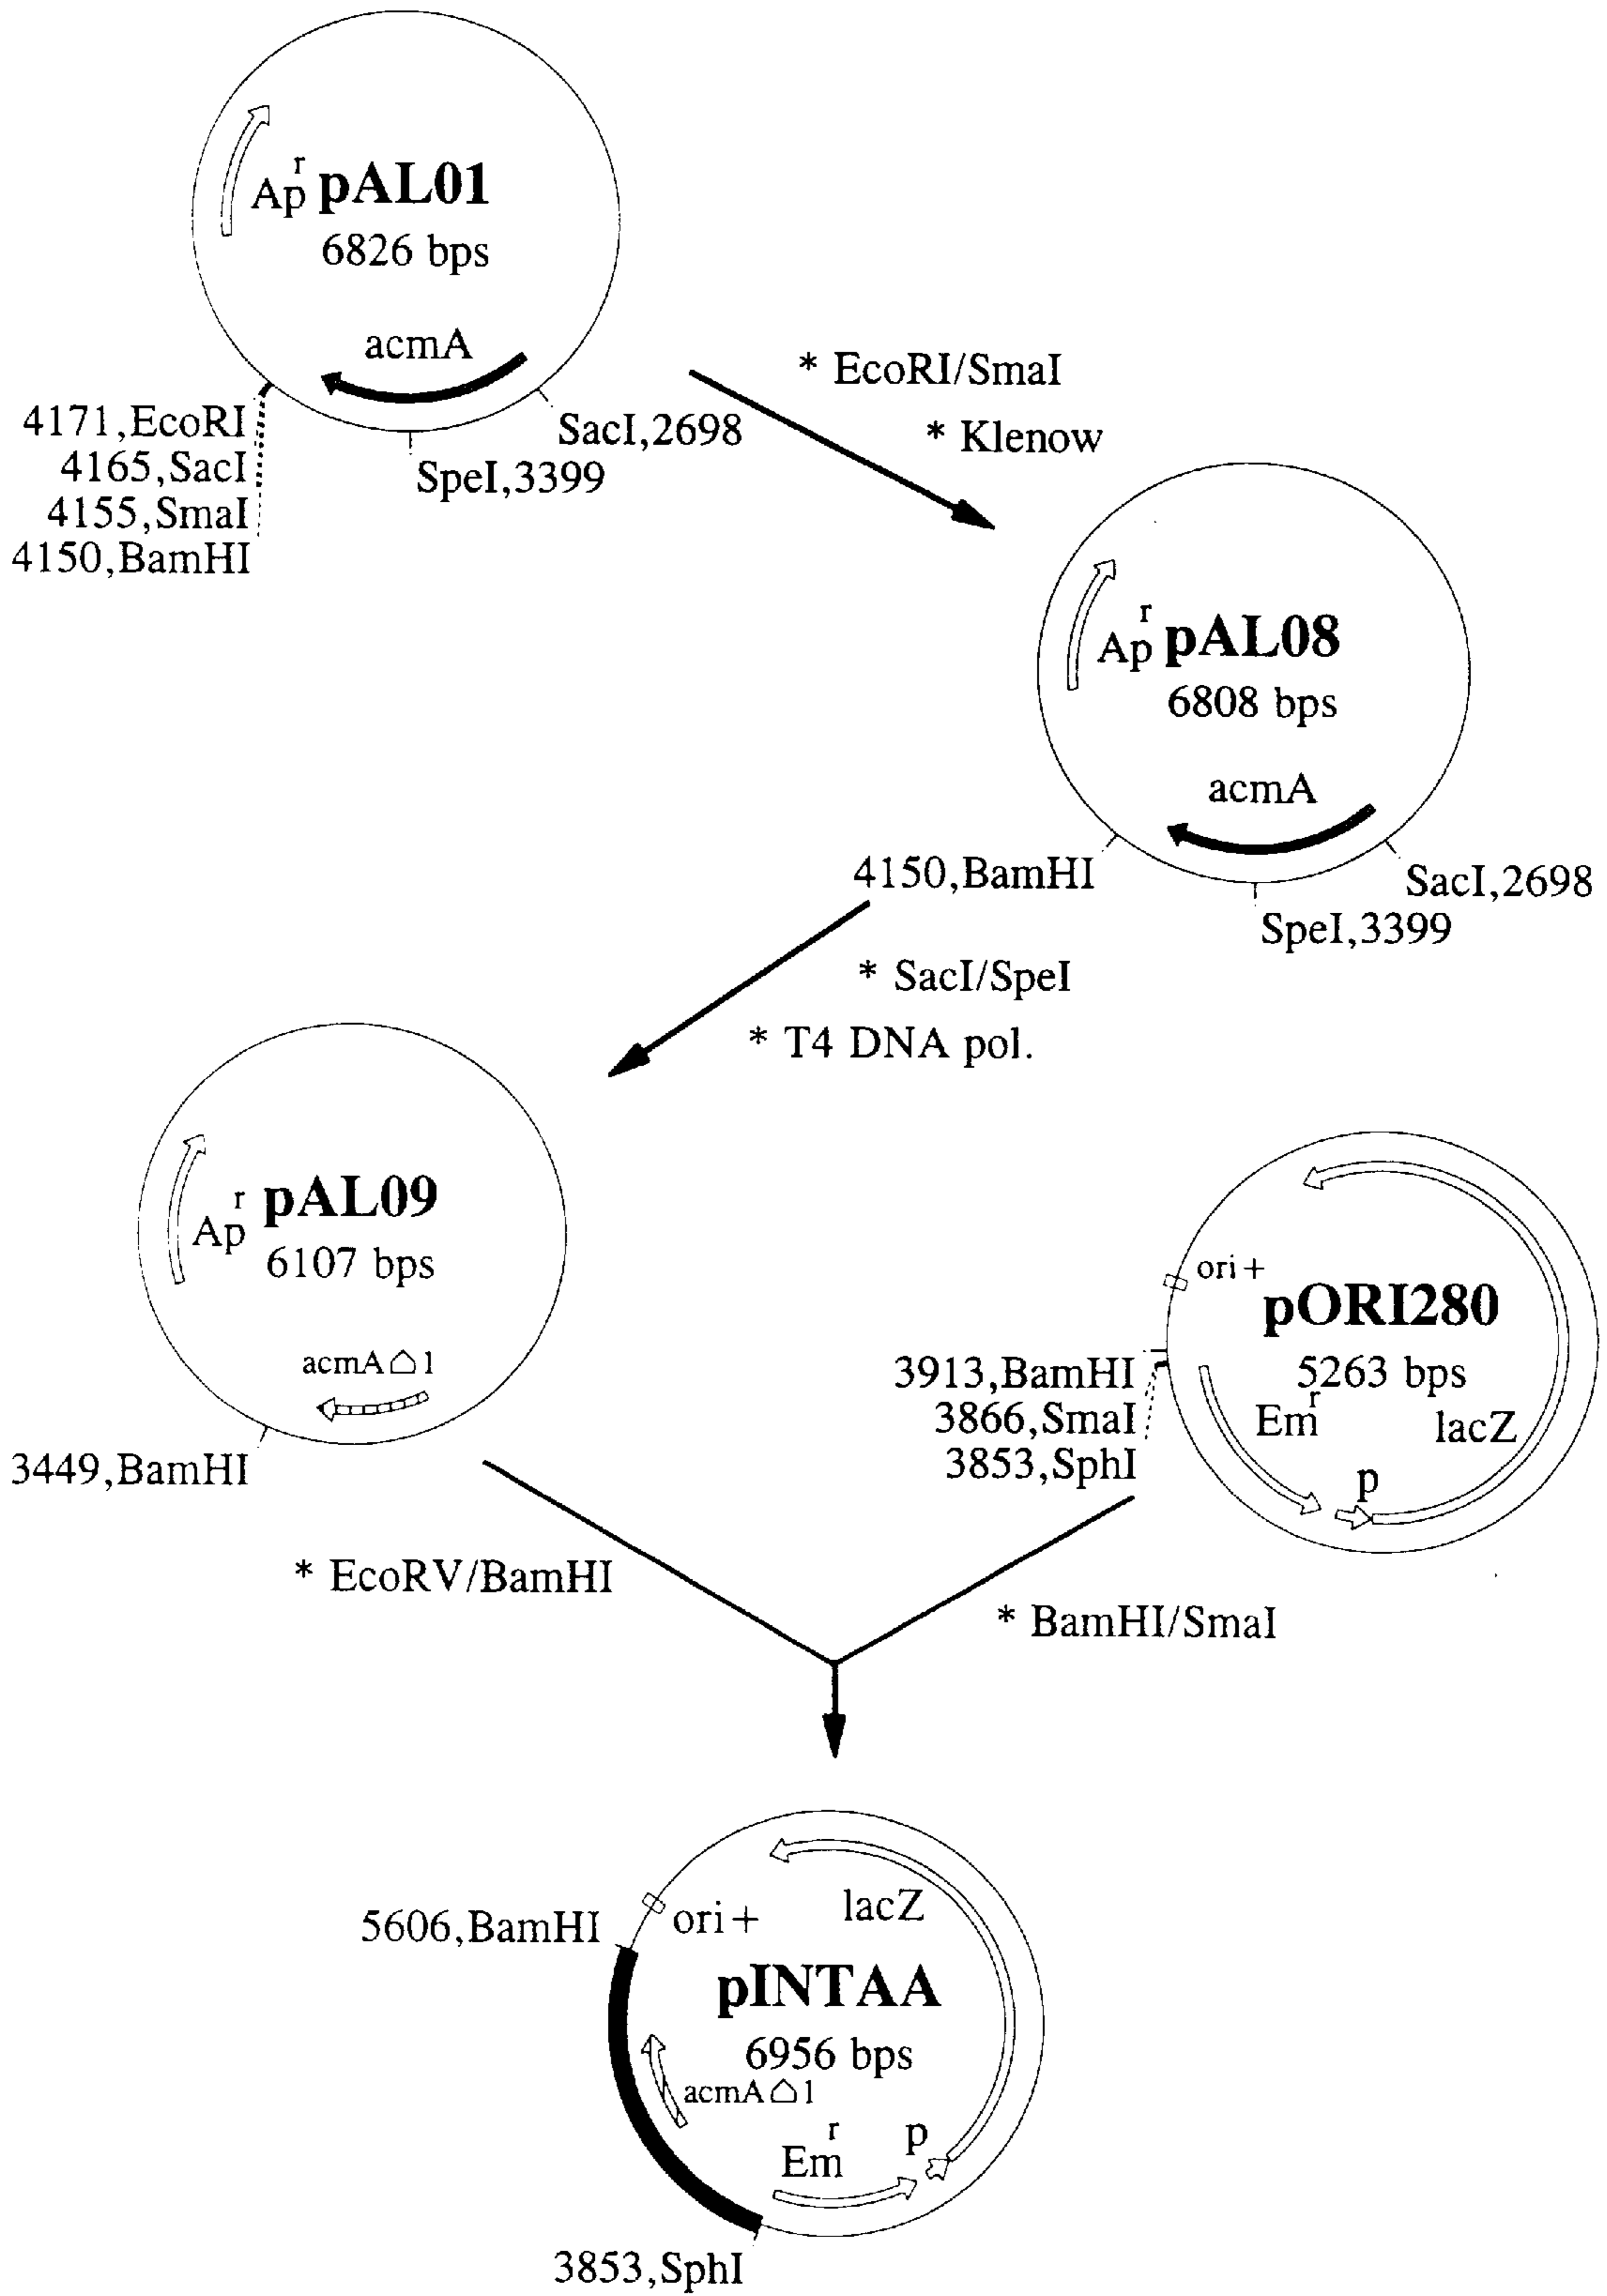 r
Ap pAL01
6826 bps
acmA
4171,EcoRI
4165,SacI
4155,SmaI
4150,BamHI
SacI,2698
SpeI,3399
* EcoRI/SmaI
* Klenow
r
Ap pAL08
6808 bps
acmA
4150,BamHI
SacI,2698
SpeI,3399
* SacI/SpeI
* T4 DNA pol.
r
Ap pAL09
6107 bps
acmA△1
3449,BamHI
ori+
pORI280
5263 bps
3913,BamHI
3866,SmaI
3853,SphI
r
Em
lacZ
p
* EcoRV/BamHI
* BamHI/SmaI
lacZ
ori+
5606,BamHI
pINTAA
6956 bps
acmA△1
r
Em
p
3853,SphI